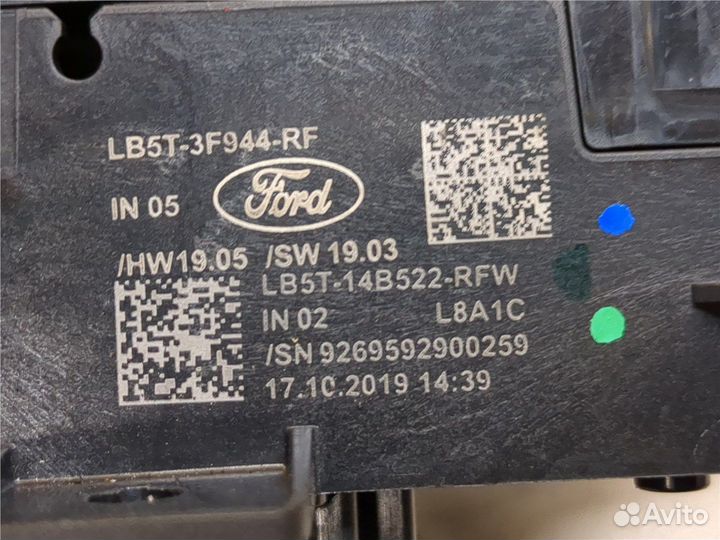 LB5T-3F944-RF
IN 05
Ford
/HW19.05 /SW 19.03
LB5T-14B522-RFW
IN 02 L8A1C
/SN 9269592900259
17.10.2019 14:39
Avito